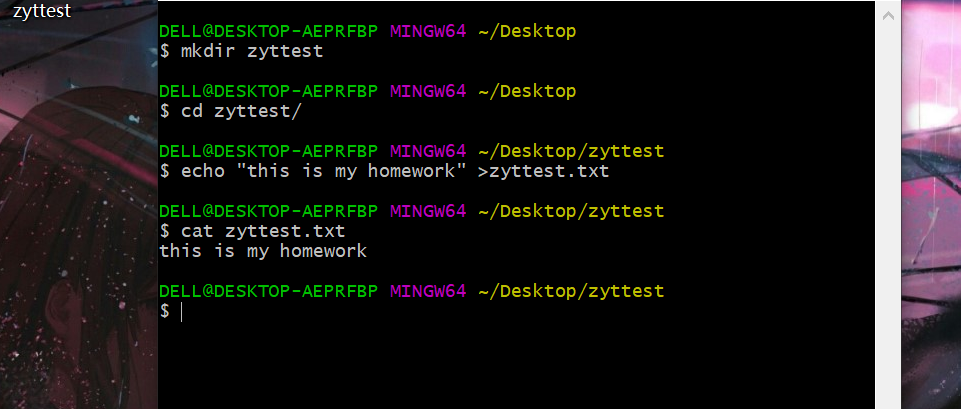 zyttest
DELL@DESKTOP-AEPRFBP MINGW64 ~/Desktop
$ mkdir zyttest
DELL@DESKTOP-AEPRFBP MINGW64 ~/Desktop
$ cd zyttest/
DELL@DESKTOP-AEPRFBP MINGW64 ~/Desktop/zyttest
$ echo "this is my homework" >zyttest.txt
DELL@DESKTOP-AEPRFBP MINGW64 ~/Desktop/zyttest
$ cat zyttest.txt
this is my homework
DELL@DESKTOP-AEPRFBP MINGW64 ~/Desktop/zyttest
$